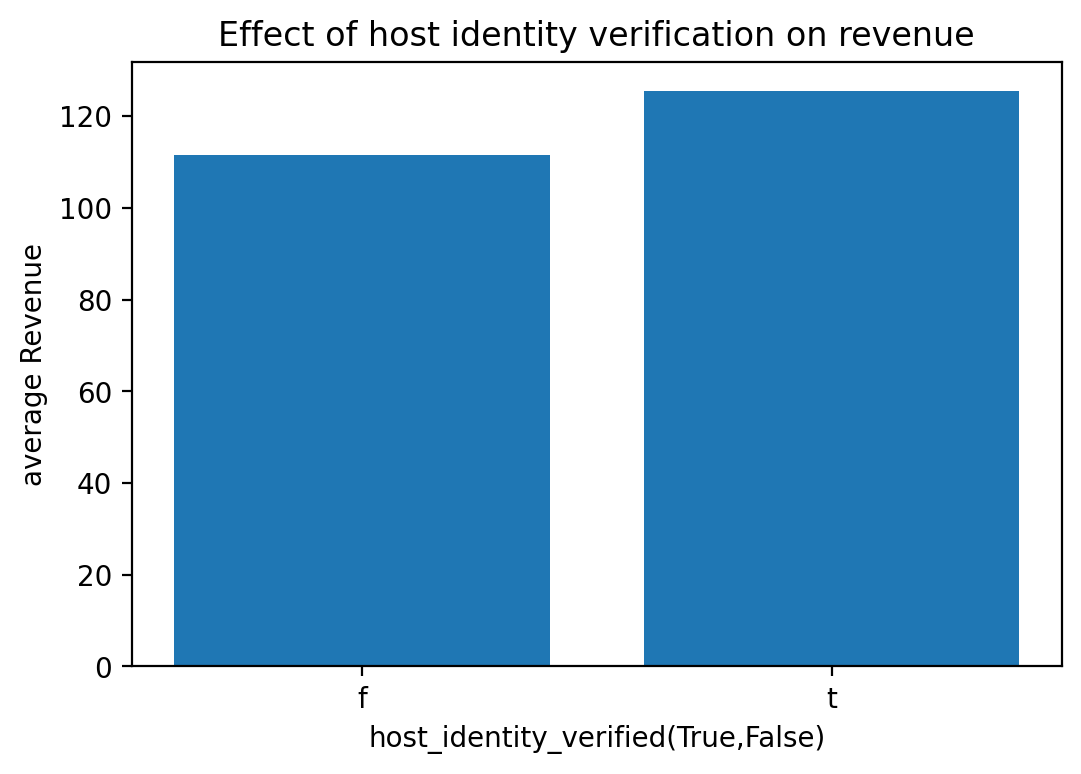 Effect of host identity verification on revenue
120
100
80
60
40
20
0
average Revenue
f
t
host_identity_verified(True,False)